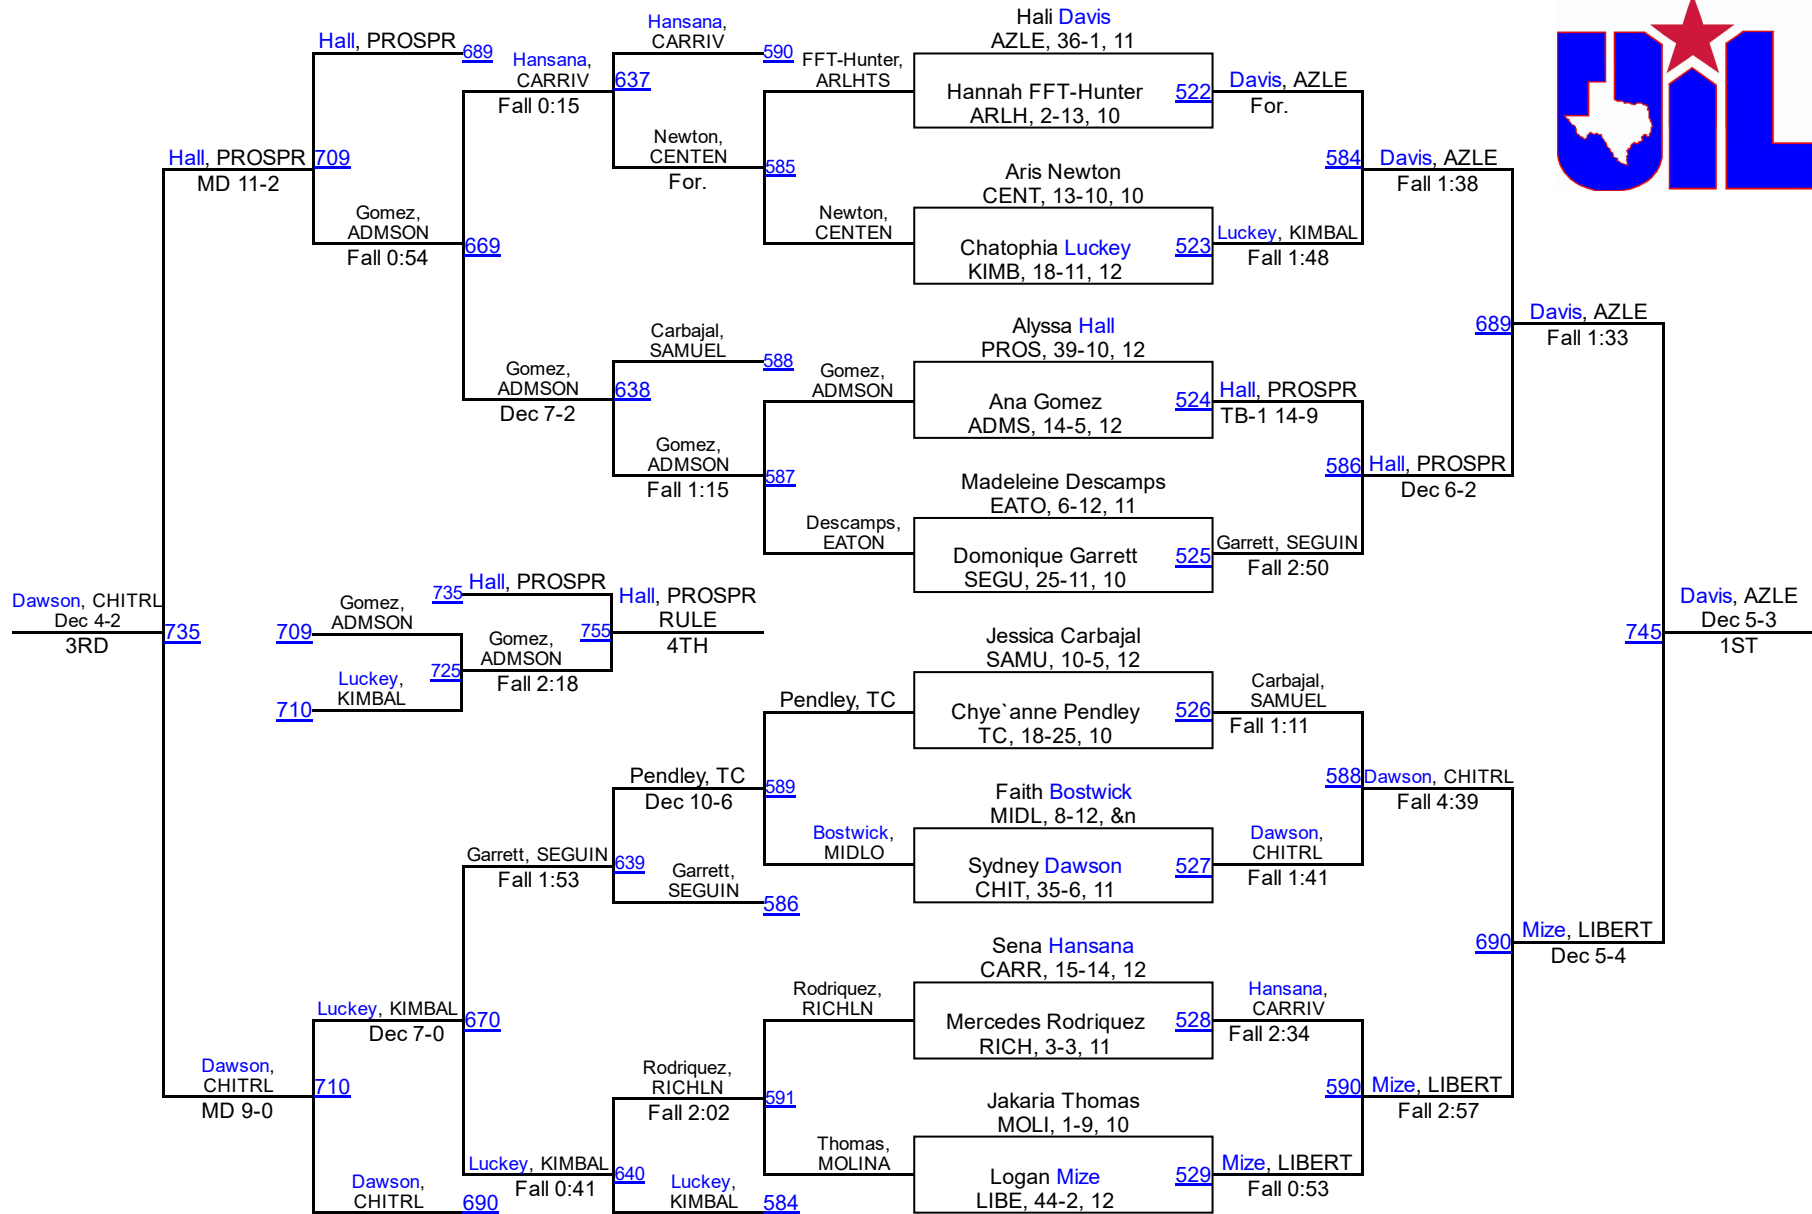 UIL
Hall, PROSPR
689
Hansana,
CARRIV
Fall 0:15
Hansana,
CARRIV
590
637
Newton,
CENTEN
For.
FFT-Hunter,
ARLHTS
585
Newton,
CENTEN
Hall, PROSPR
MD 11-2
709
Gomez,
ADMSON
Fall 0:54
669
Gomez,
ADMSON
Dec 7-2
Carbajal,
SAMUEL
588
638
Gomez,
ADMSON
Fall 1:15
Gomez,
ADMSON
587
Descamps,
EATON
Hali Davis
AZLE, 36-1, 11
Hannah FFT-Hunter
ARLH, 2-13, 10
522
Davis, AZLE
For.
Aris Newton
CENT, 13-10, 10
Chatophia Luckey
KIMB, 18-11, 12
523
Luckey, KIMBAL
Fall 1:48
584
Davis, AZLE
Fall 1:38
Alyssa Hall
PROS, 39-10, 12
Ana Gomez
ADMS, 14-5, 12
524
Hall, PROSPR
TB-1 14-9
Madeleine Descamps
EATO, 6-12, 11
Domonique Garrett
SEGU, 25-11, 10
525
Garrett, SEGUIN
Fall 2:50
586
Hall, PROSPR
Dec 6-2
689
Davis, AZLE
Fall 1:33
Dawson, CHITRL
Dec 4-2
3RD
735
709
Gomez,
ADMSON
710
Luckey,
KIMBAL
735
Hall, PROSPR
725
Gomez,
ADMSON
Fall 2:18
755
Hall, PROSPR
RULE
4TH
745
Davis, AZLE
Dec 5-3
1ST
Jessica Carbajal
SAMU, 10-5, 12
Chye`anne Pendley
TC, 18-25, 10
526
Carbajal,
SAMUEL
Fall 1:11
Faith Bostwick
MIDL, 8-12, &n
Sydney Dawson
CHIT, 35-6, 11
527
Dawson,
CHITRL
Fall 1:41
588
Dawson, CHITRL
Fall 4:39
Sena Hansana
CARR, 15-14, 12
Mercedes Rodriquez
RICH, 3-3, 11
528
Hansana,
CARRIV
Fall 2:34
Jakaria Thomas
MOLI, 1-9, 10
Logan Mize
LIBE, 44-2, 12
529
Mize, LIBERT
Fall 0:53
590
Mize, LIBERT
Fall 2:57
690
Mize, LIBERT
Dec 5-4
Pendley, TC
Pendley, TC
Dec 10-6
589
Bostwick,
MIDLO
Garrett, SEGUIN
Fall 1:53
639
Garrett,
SEGUIN
586
Luckey, KIMBAL
Dec 7-0
670
Rodriquez,
RICHLN
Rodriquez,
RICHLN
Fall 2:02
591
Thomas,
MOLINA
Luckey, KIMBAL
Fall 0:41
640
Luckey,
KIMBAL
584
Dawson,
CHITRL
MD 9-0
710
Dawson,
CHITRL
690